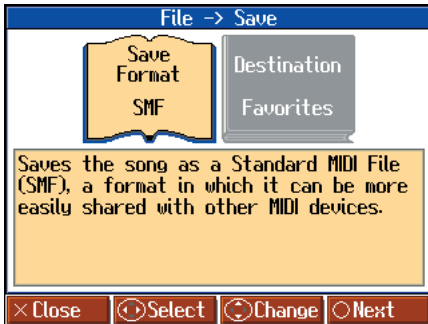 File -> Save
Save
Format
SMF
Destination
Favorites
Saves the song as a Standard MIDI File
(SMF), a format in which it can be more
easily shared with other MIDI devices.
× Close Select Change ○ Next